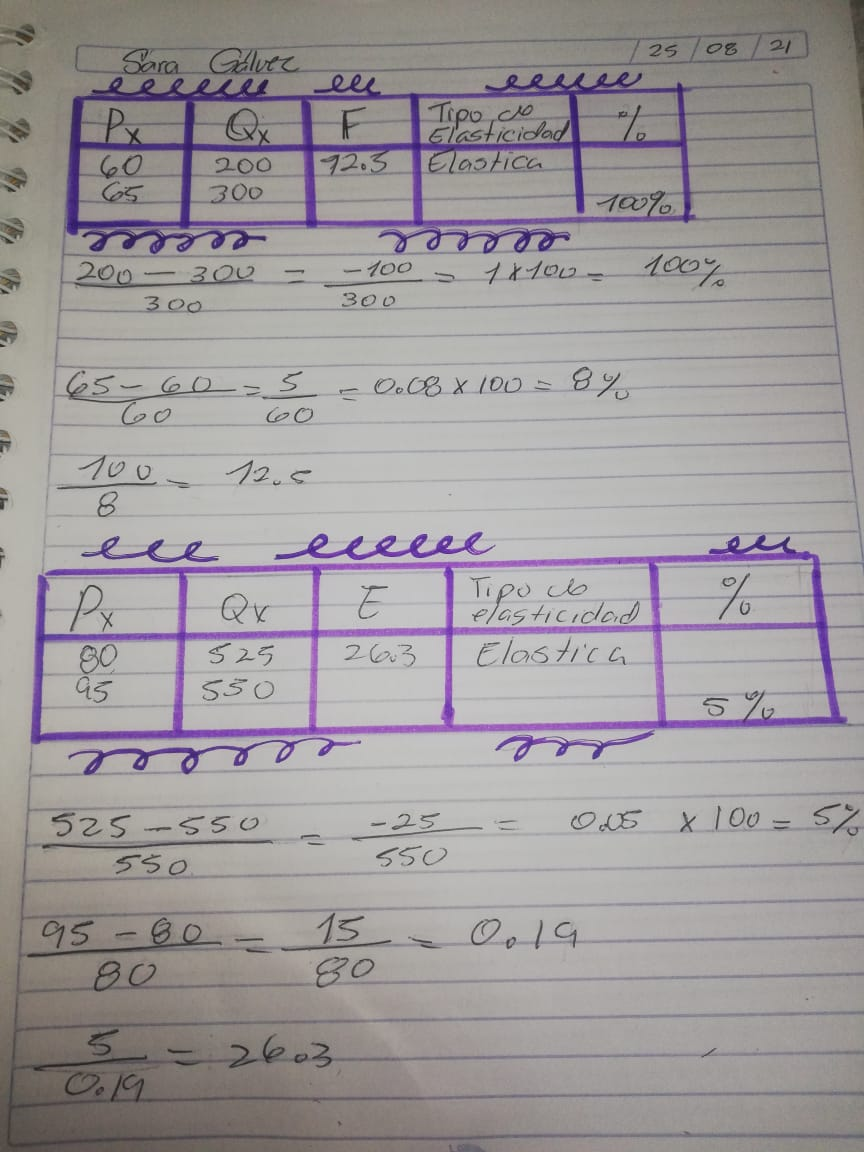 Sara Gálvez 25/08/21
Px Qx F Tipo do Elasticidad %
60 200 12.5 Elastica
65 300 100%
200 - 300 / 300 = -100 / 300 = 1 x 100 = 100%
65 - 60 / 60 = 5 / 60 = 0.08 x 100 = 8%
100 / 8 = 12.5
Px Qx E Tipo do elasticidad %
80 525 26.3 Elastica
95 550 5%
525 - 550 / 550 = -25 / 550 = 0.05 x 100 = 5%
95 - 80 / 80 = 15 / 80 = 0.19
5 / 0.19 = 26.3